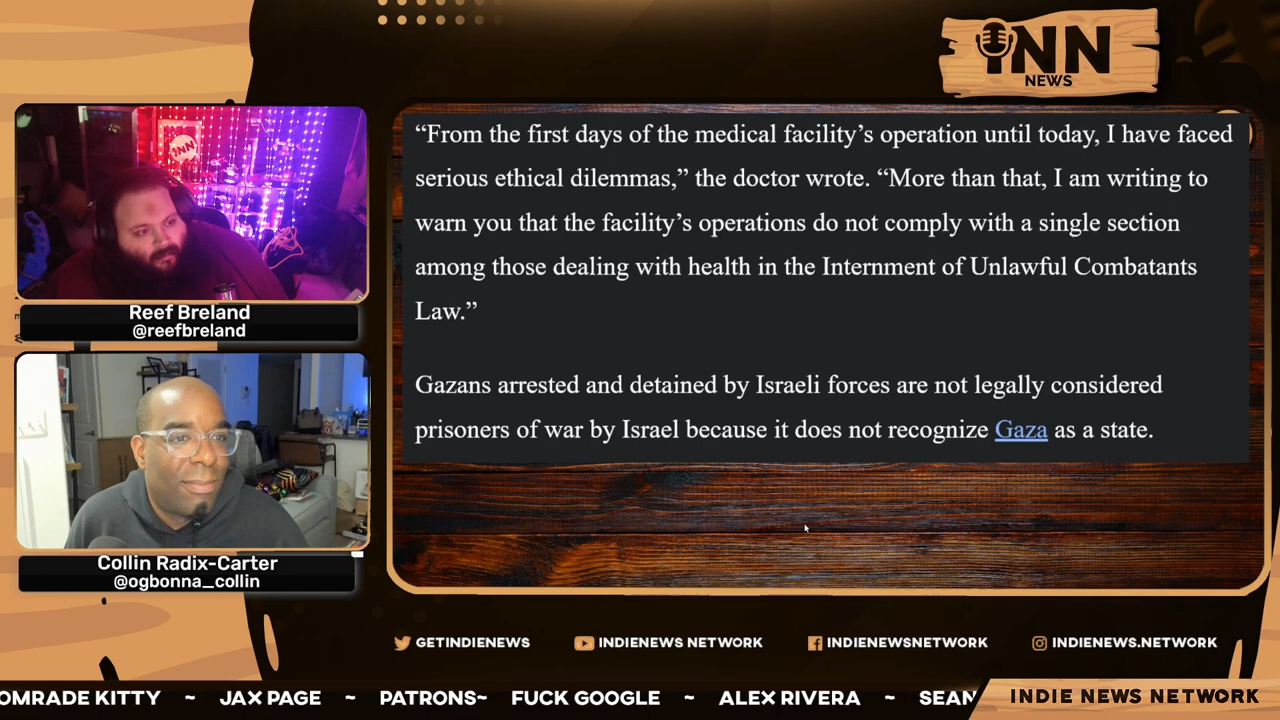 INN
NEWS
“From the first days of the medical facility’s operation until today, I have faced
serious ethical dilemmas,” the doctor wrote. “More than that, I am writing to
warn you that the facility’s operations do not comply with a single section
among those dealing with health in the Internment of Unlawful Combatants
Law.”
Gazans arrested and detained by Israeli forces are not legally considered
prisoners of war by Israel because it does not recognize Gaza as a state.
INN
Reef Breland
@reefbreland
Collin Radix-Carter
@ogbonna_collin
GETINDIENEWS
INDIENEWS NETWORK
INDIENEWSNETWORK
INDIENEWS.NETWORK
OMRADE KITTY ~ JAX PAGE ~ PATRONS~ FUCK GOOGLE ~ ALEX RIVERA ~ SEAN
INDIE NEWS NETWORK